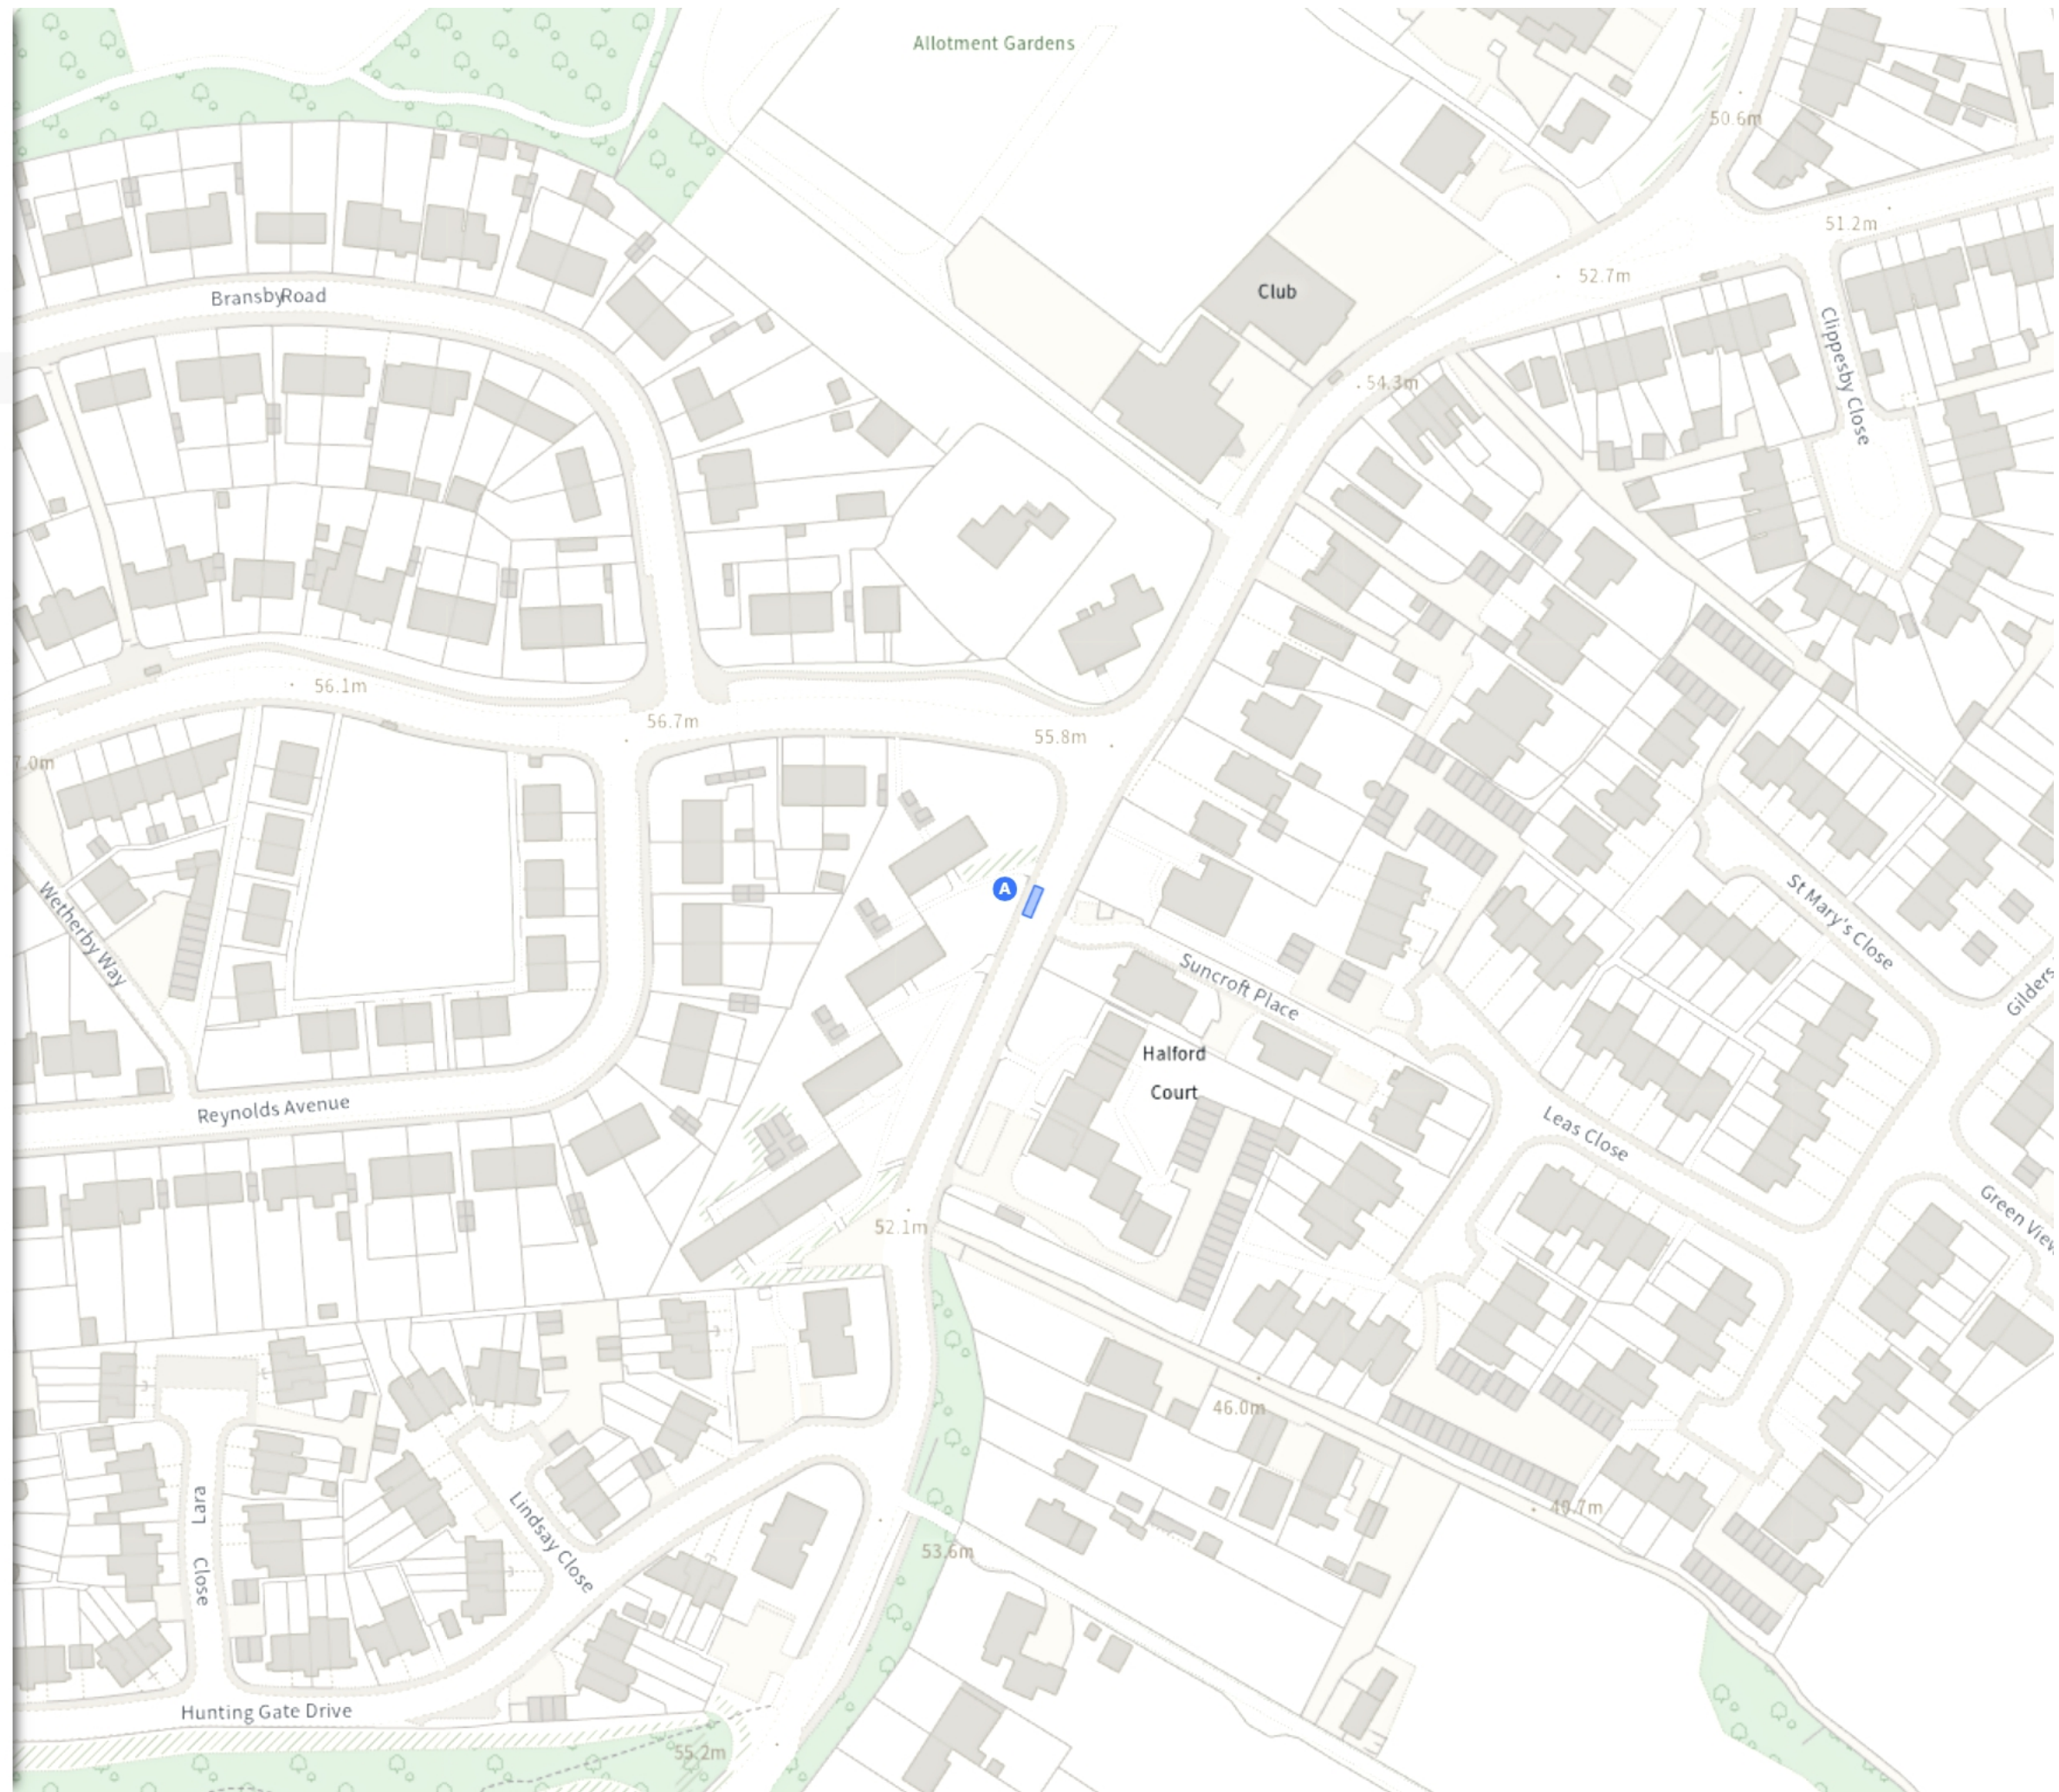 Allotment Gardens
50.6m
51.2m
52.7m
Club
Bransby Road
Clippesby Close
54.3m
56.1m
56.7m
55.8m
7.0m
A
Wetherby Way
St Mary's Close
Suncroft Place
Gilders
Halford
Court
Reynolds Avenue
Leas Close
Green View
52.1m
46.0m
40.7m
Lindsay Close
Lera Close
53.6m
Hunting Gate Drive
55.2m